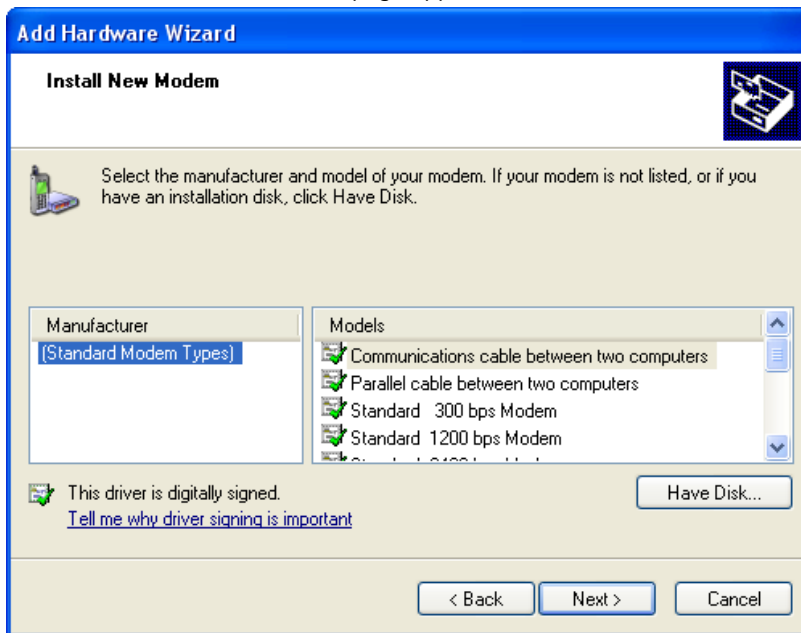 Add Hardware Wizard
Install New Modem
Select the manufacturer and model of your modem. If your modem is not listed, or if you
have an installation disk, click Have Disk.
Manufacturer
(Standard Modem Types)
Models
Communications cable between two computers
Parallel cable between two computers
Standard 300 bps Modem
Standard 1200 bps Modem
This driver is digitally signed.
Tell me why driver signing is important
Have Disk...
< Back
Next >
Cancel